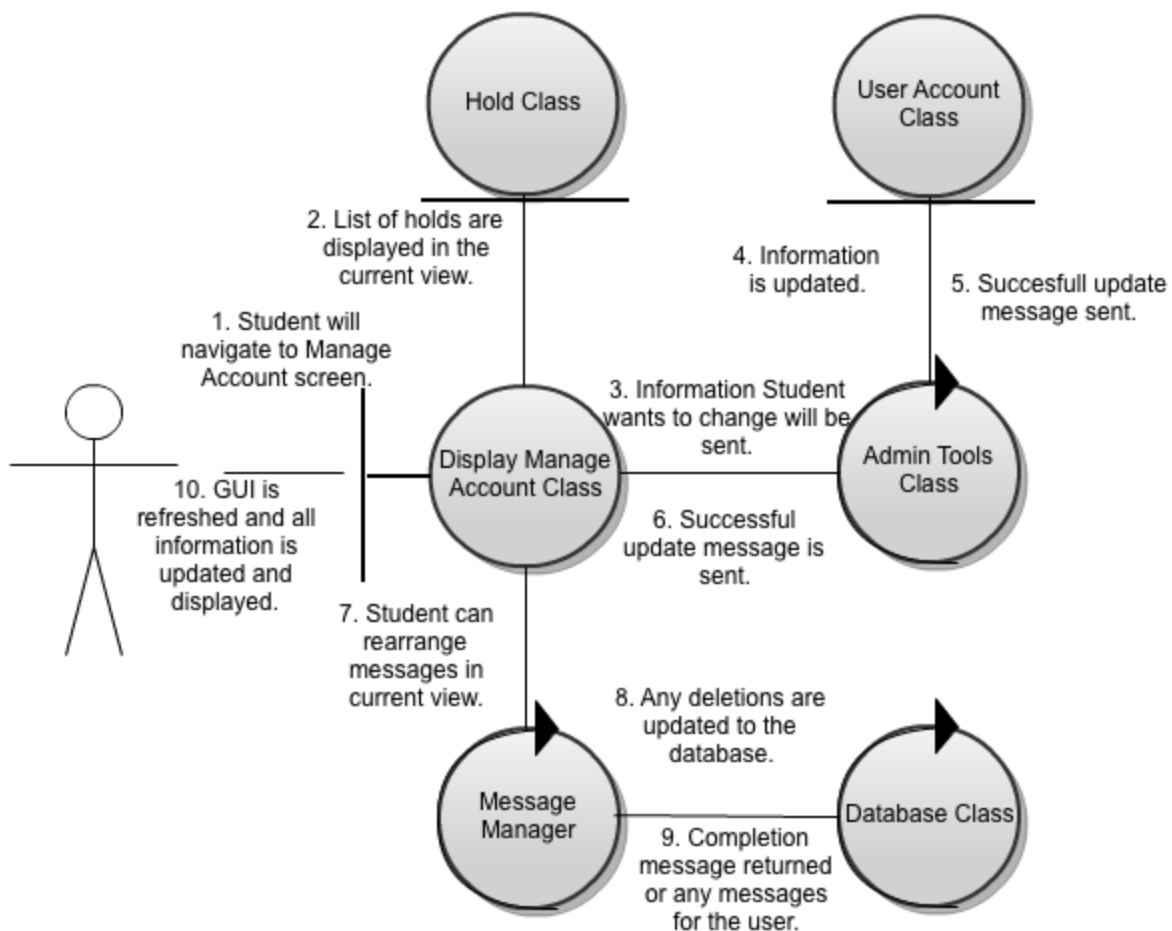 Hold Class
User Account
Class
2. List of holds are
displayed in the
current view.
4. Information
is updated.
5. Succesfull update
message sent.
1. Student will
navigate to Manage
Account screen.
3. Information Student
wants to change will be
sent.
Display Manage
Account Class
Admin Tools
Class
10. GUI is
refreshed and all
information is
updated and
displayed.
6. Successful
update message is
sent.
7. Student can
rearrange
messages in
current view.
8. Any deletions are
updated to the
database.
Message
Manager
Database Class
9. Completion
message returned
or any messages
for the user.